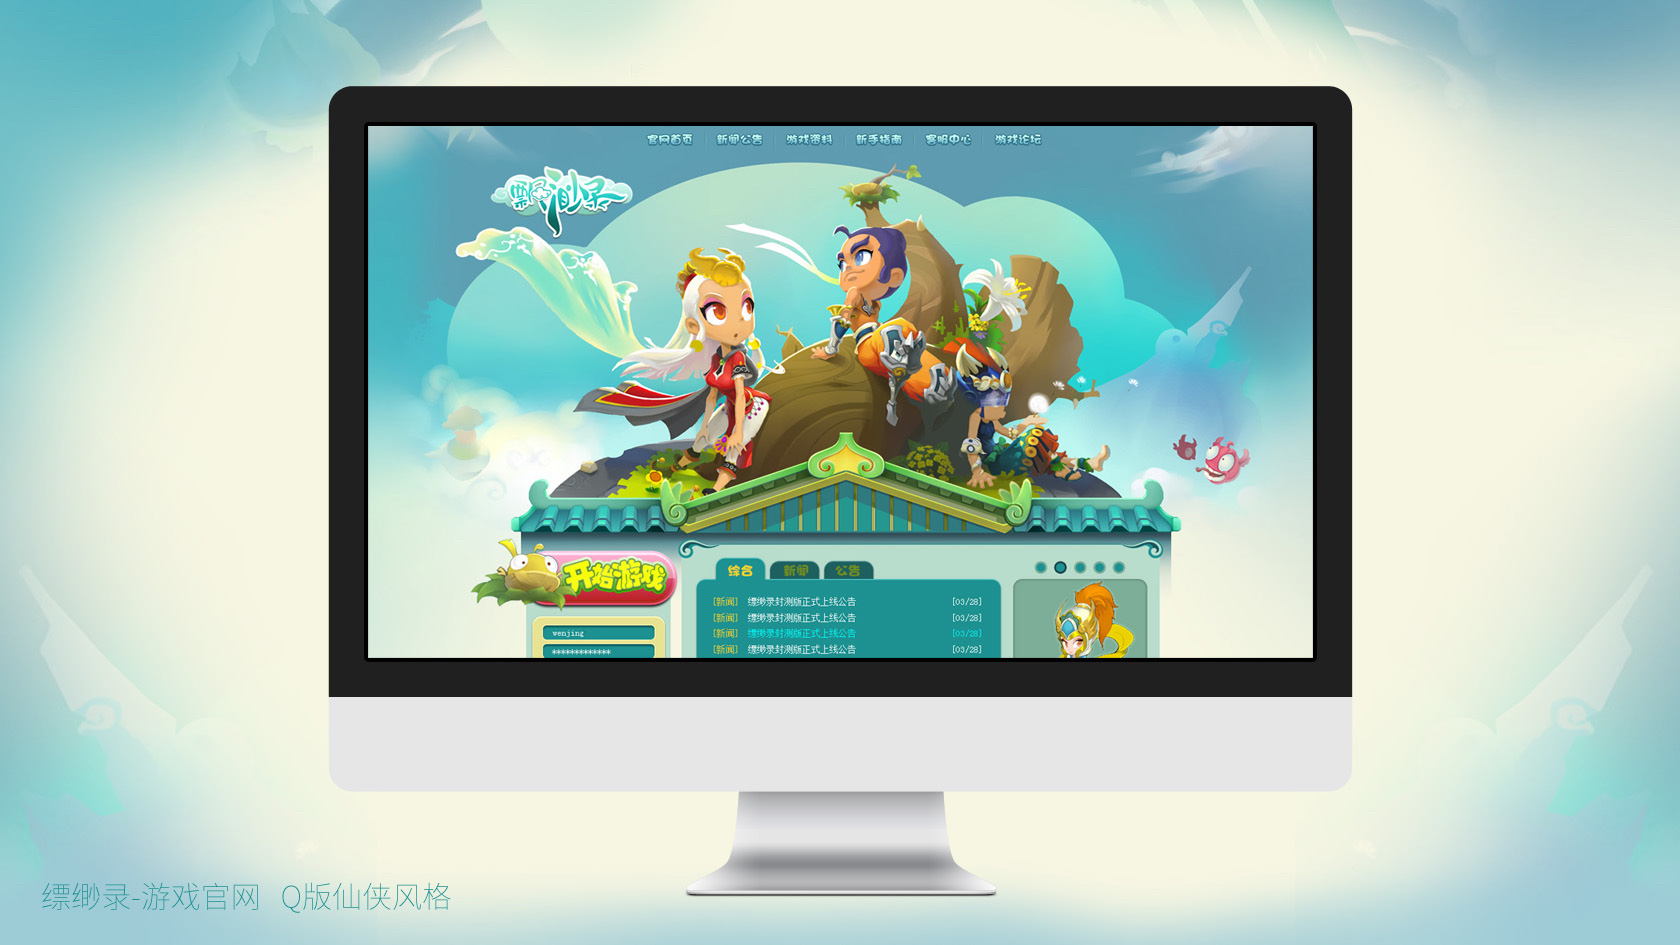 官网首页 新闻公告 游戏资料 新手指南 客服中心 游戏论坛
飘渺录
开始游戏
wenjing
*************
综合 新闻 公告
[新闻] 缥缈录封测版正式上线公告 [03/28]
[新闻] 缥缈录封测版正式上线公告 [03/28]
[新闻] 缥缈录封测版正式上线公告 [03/28]
[新闻] 缥缈录封测版正式上线公告 [03/28]
缥缈录-游戏官网 Q版仙侠风格